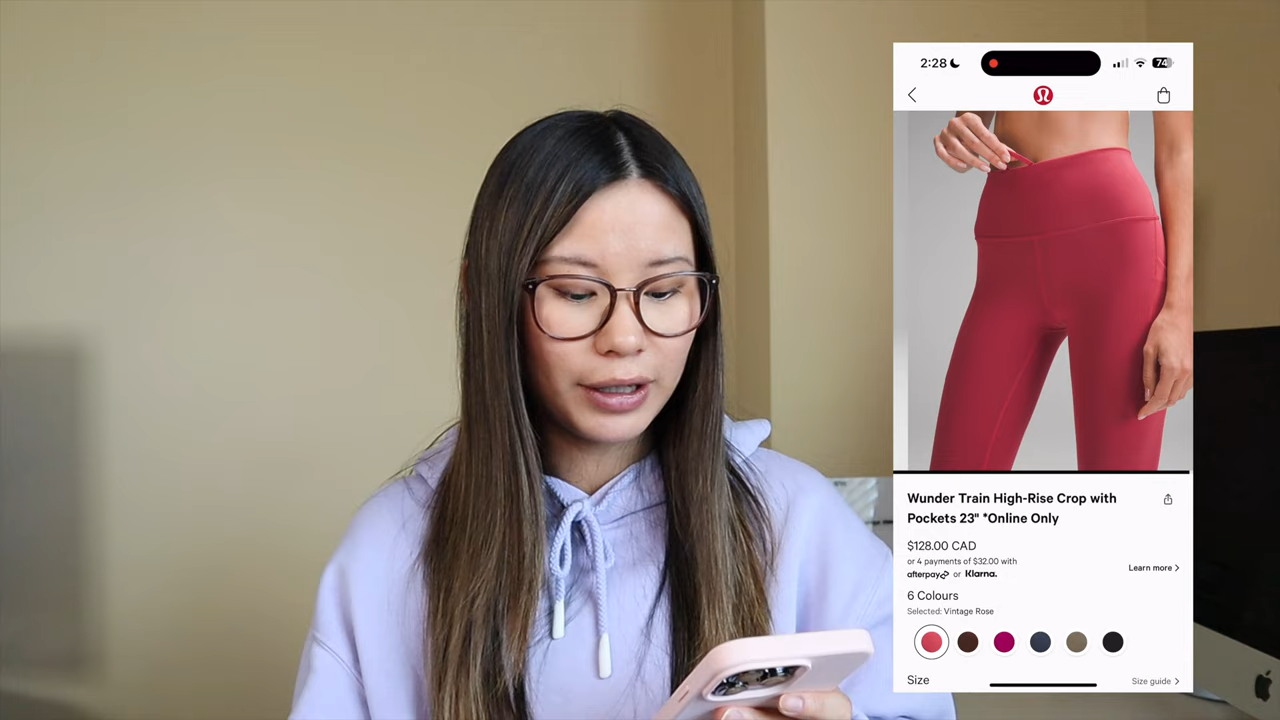 2:28
74
Wunder Train High-Rise Crop with
Pockets 23" *Online Only
$128.00 CAD
or 4 payments of $32.00 with
afterpay or Klarna.
Learn more >
6 Colours
Selected: Vintage Rose
Size
Size guide >